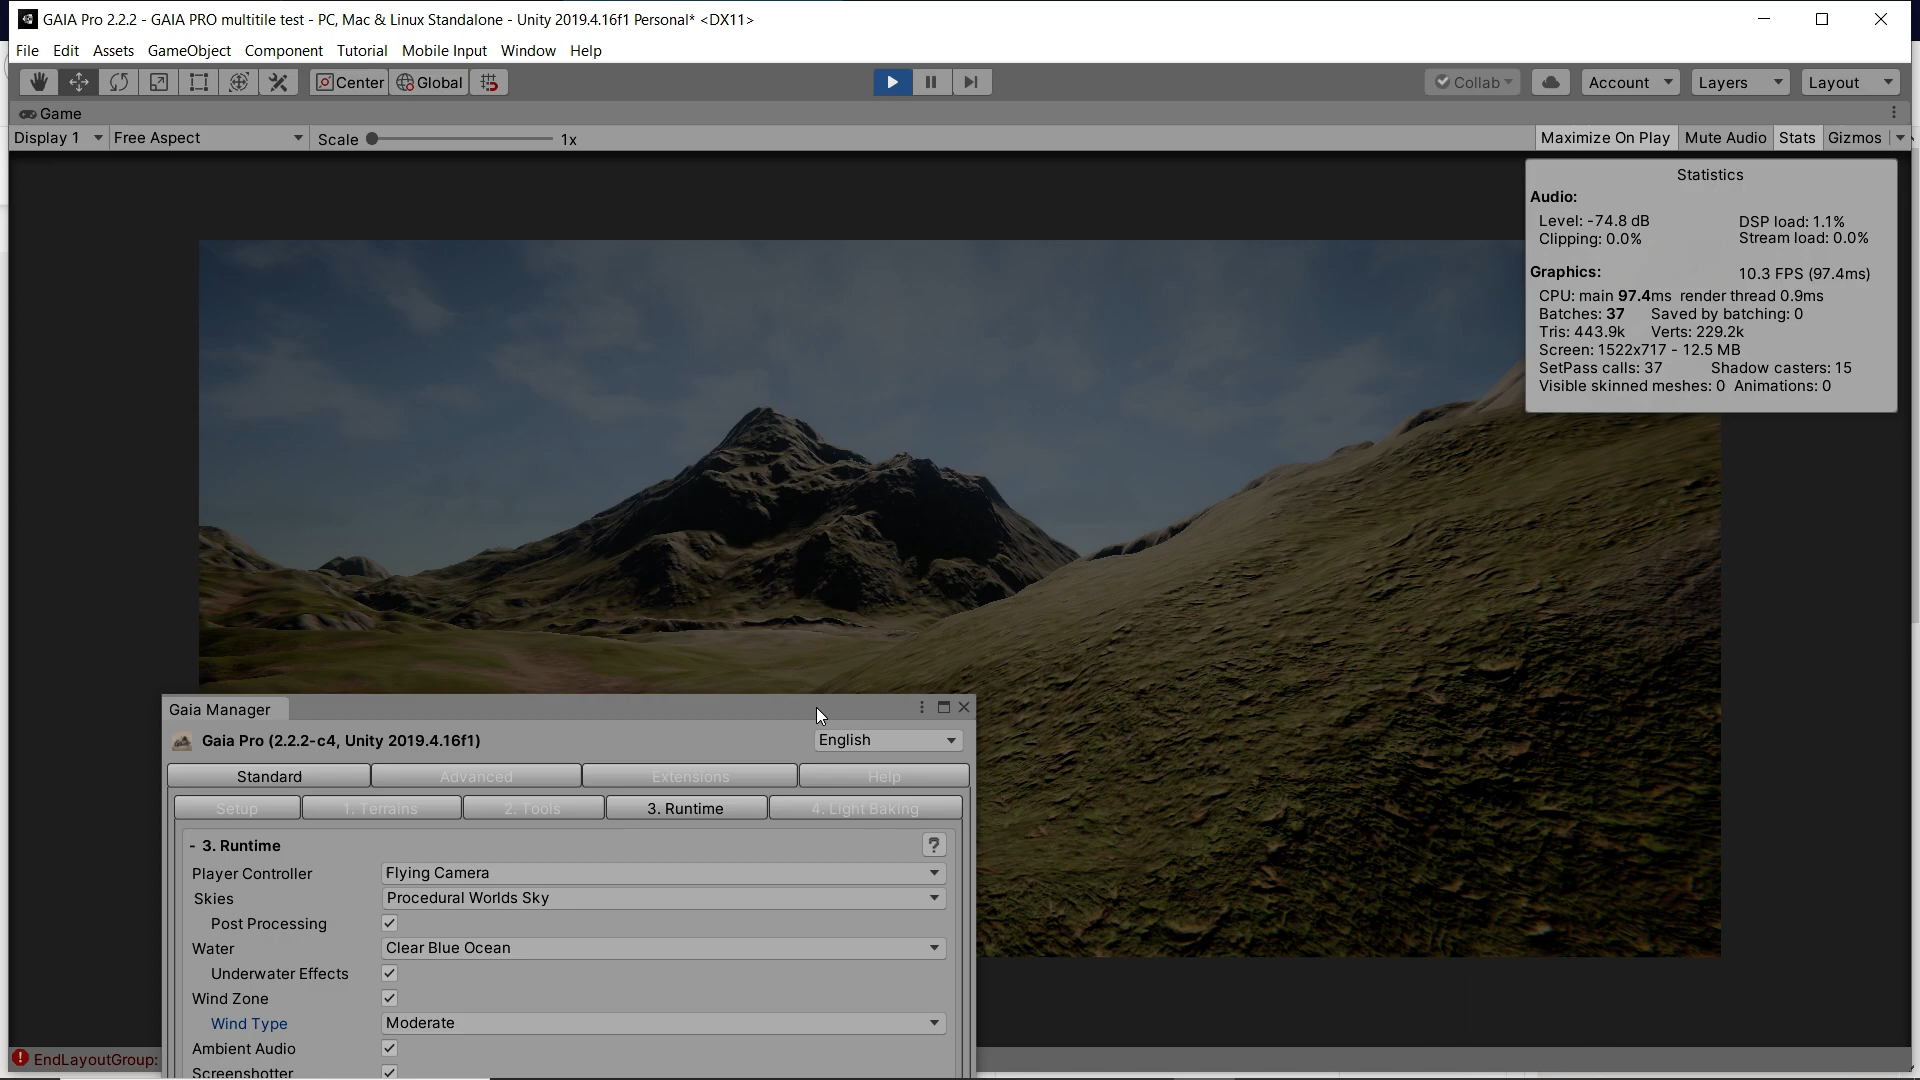 GAIA Pro 2.2.2 - GAIA PRO multitile test - PC, Mac & Linux Standalone - Unity 2019.4.16f1 Personal* <DX11>
File Edit Assets GameObject Component Tutorial Mobile Input Window Help
Center Global Collab Account Layers Layout
Game
Display 1 Free Aspect Scale 1x Maximize On Play Mute Audio Stats Gizmos
Statistics
Audio:
Level: -74.8 dB DSP load: 1.1%
Clipping: 0.0% Stream load: 0.0%
Graphics: 10.3 FPS (97.4ms)
CPU: main 97.4ms render thread 0.9ms
Batches: 37 Saved by batching: 0
Tris: 443.9k Verts: 229.2k
Screen: 1522x717 - 12.5 MB
SetPass calls: 37 Shadow casters: 15
Visible skinned meshes: 0 Animations: 0
Gaia Manager
Gaia Pro (2.2.2-c4, Unity 2019.4.16f1) English
Standard Advanced Extensions Help
Setup 1. Terrains 2. Tools 3. Runtime 4. Light Baking
- 3. Runtime ?
Player Controller Flying Camera
Skies Procedural Worlds Sky
Post Processing
Water Clear Blue Ocean
Underwater Effects
Wind Zone
Wind Type Moderate
Ambient Audio
Screenshotter
EndLayoutGroup: